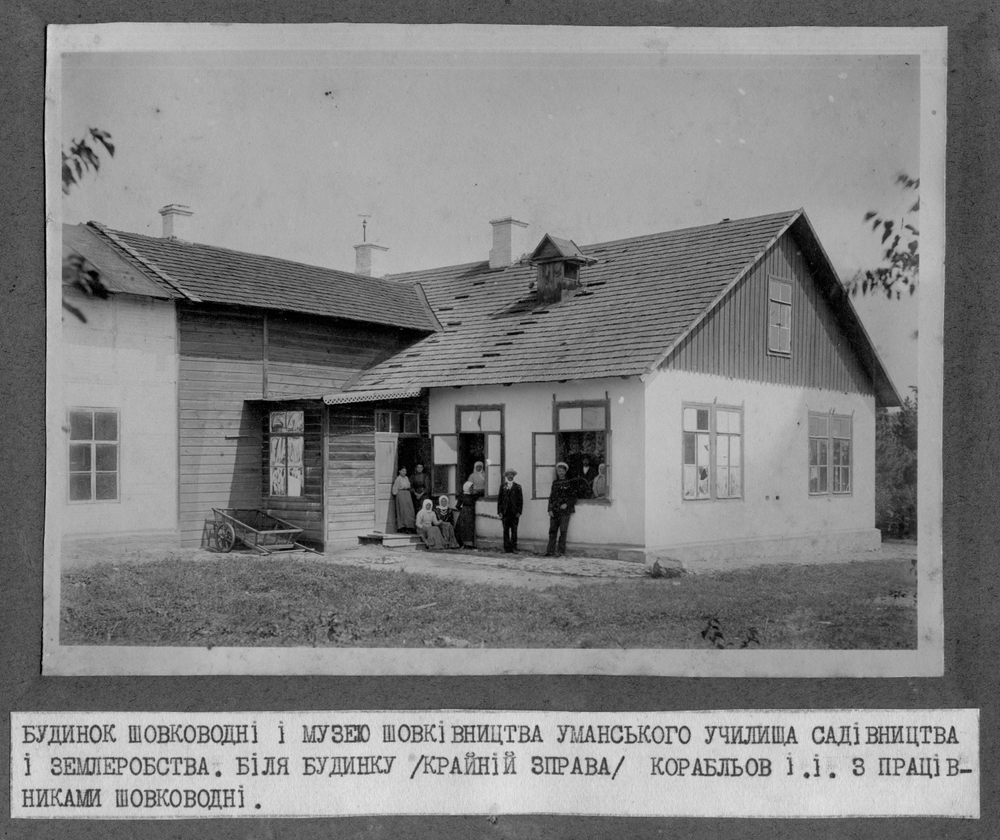 БУДИНОК ШОВКОВОДНі і МУЗЕЮ ШОВКіВНИЦТВА УМАНСЬКОГО УЧИЛИЩА САДіВНИЦТВА
і ЗЕМЛЕРОБСТВА. БіЛЯ БУДИНКУ /КРАЙНіЙ ЗПРАВА/ КОРАБЛЬОВ і.і. З ПРАЦіВ-
НИКАМИ ШОВКОВОДНі.